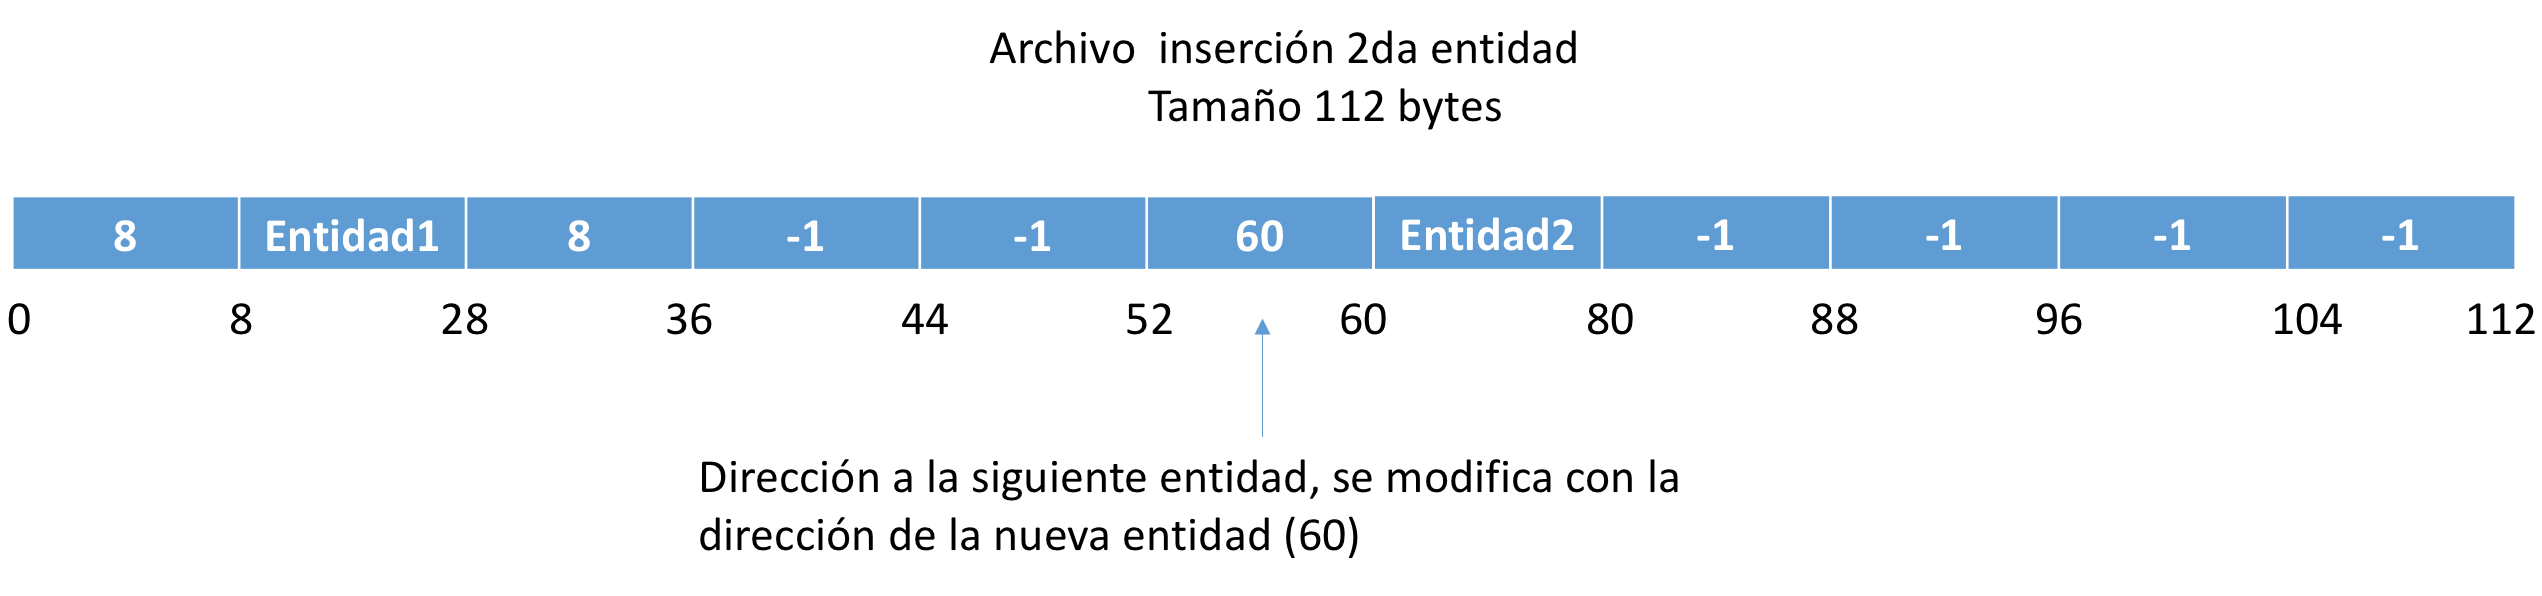 Archivo  inserción 2da entidad
Tamaño 112 bytes
8 Entidad1 8 -1 -1 60 Entidad2 -1 -1 -1 -1
0 8 28 36 44 52 60 80 88 96 104 112
Dirección a la siguiente entidad, se modifica con la
dirección de la nueva entidad (60)